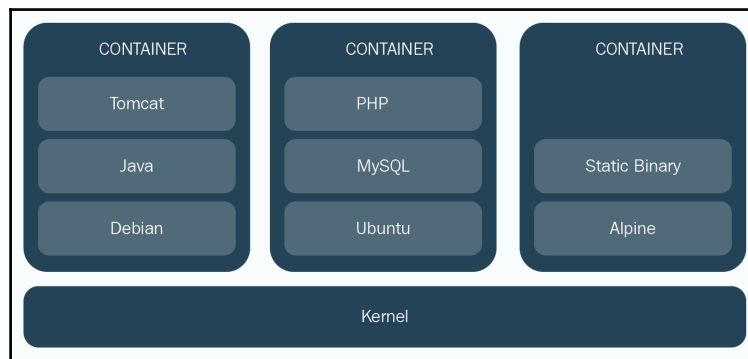 CONTAINER
Tomcat
Java
Debian
CONTAINER
PHP
MySQL
Ubuntu
CONTAINER
Static Binary
Alpine
Kernel